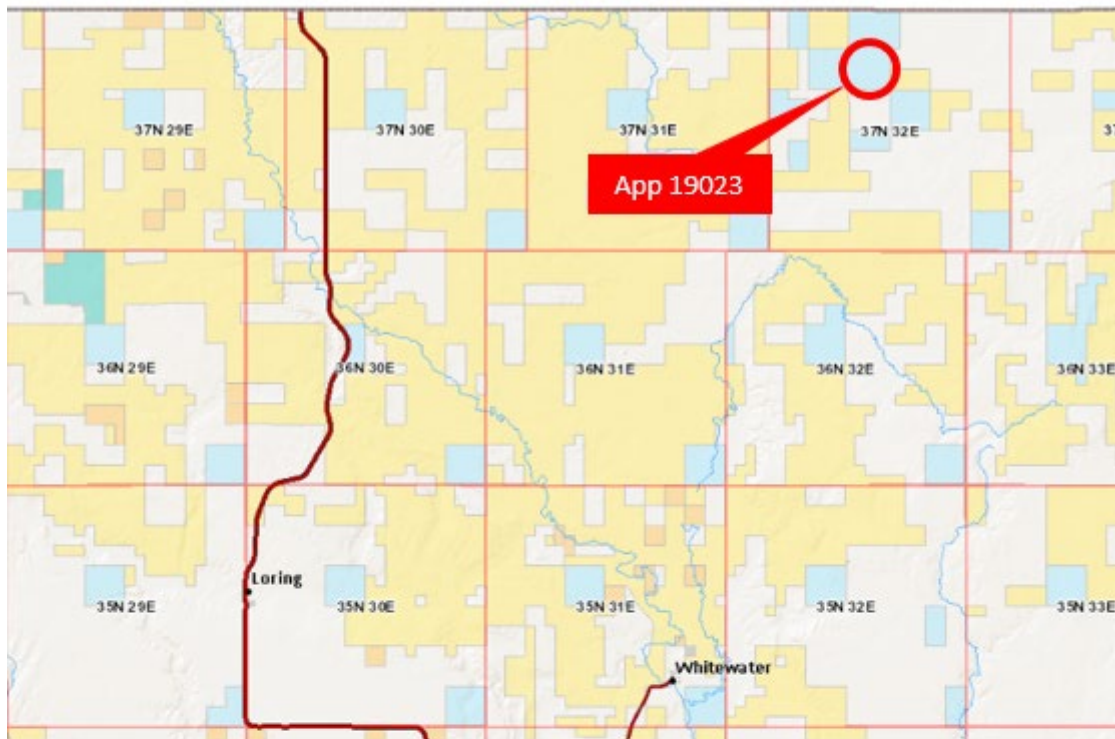 37N 29E
37N 30E
37N 31E
37N 32E
37
App 19023
36N 29E
36N 30E
36N 31E
36N 32E
36N 33E
Loring
35N 29E
35N 30E
35N 31E
35N 32E
35N 33E
Whitewater